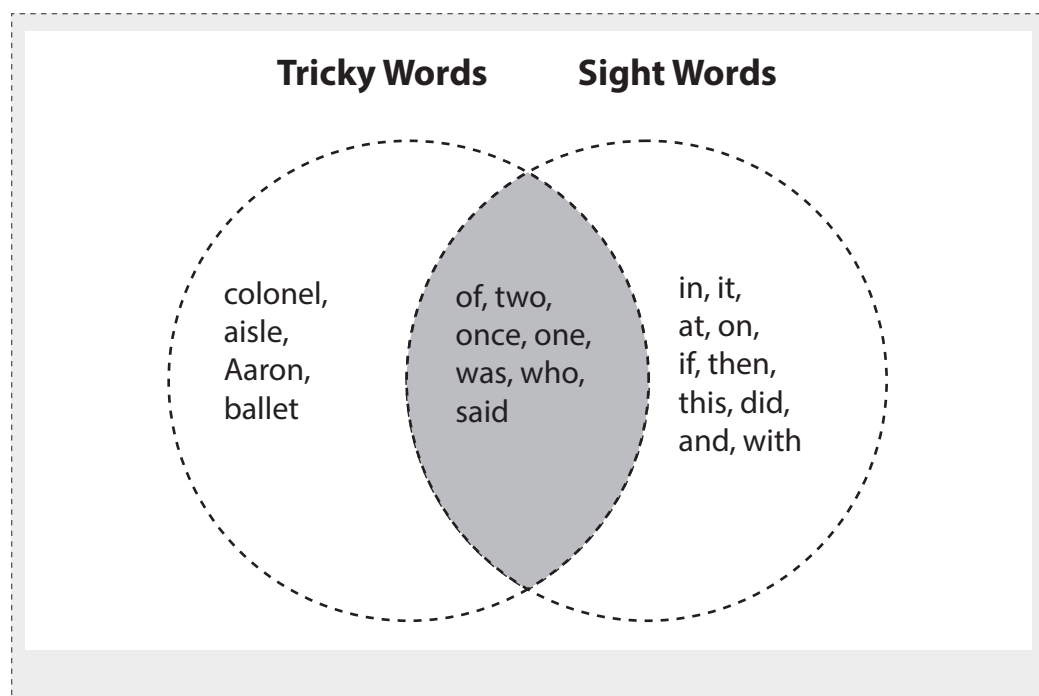 Tricky Words
Sight Words
colonel,
aisle,
Aaron,
ballet
of, two,
once, one,
was, who,
said
in, it,
at, on,
if, then,
this, did,
and, with